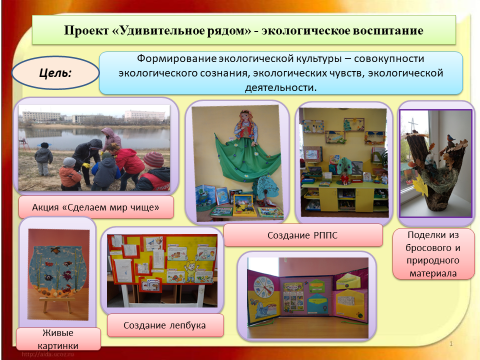 Проект «Удивительное рядом» - экологическое воспитание
Цель:
Формирование экологической культуры – совокупности
экологического сознания, экологических чувств, экологической
деятельности.
Акция «Сделаем мир чище»
Создание РППС
Поделки из
бросового и
природного
материала
Живые
картинки
Создание лепбука
1